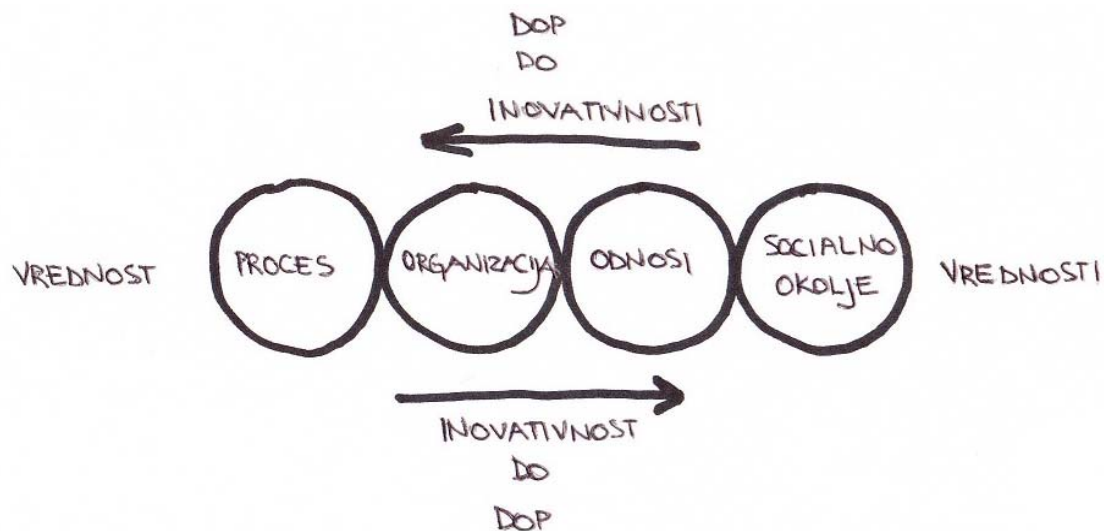 DOP
DO
INOVATIVNOSTI
VREDNOST
PROCES
ORGANIZACIJA
ODNOSI
SOCIALNO
OKOLJE
VREDNOSTI
INOVATIVNOST
DO
DOP